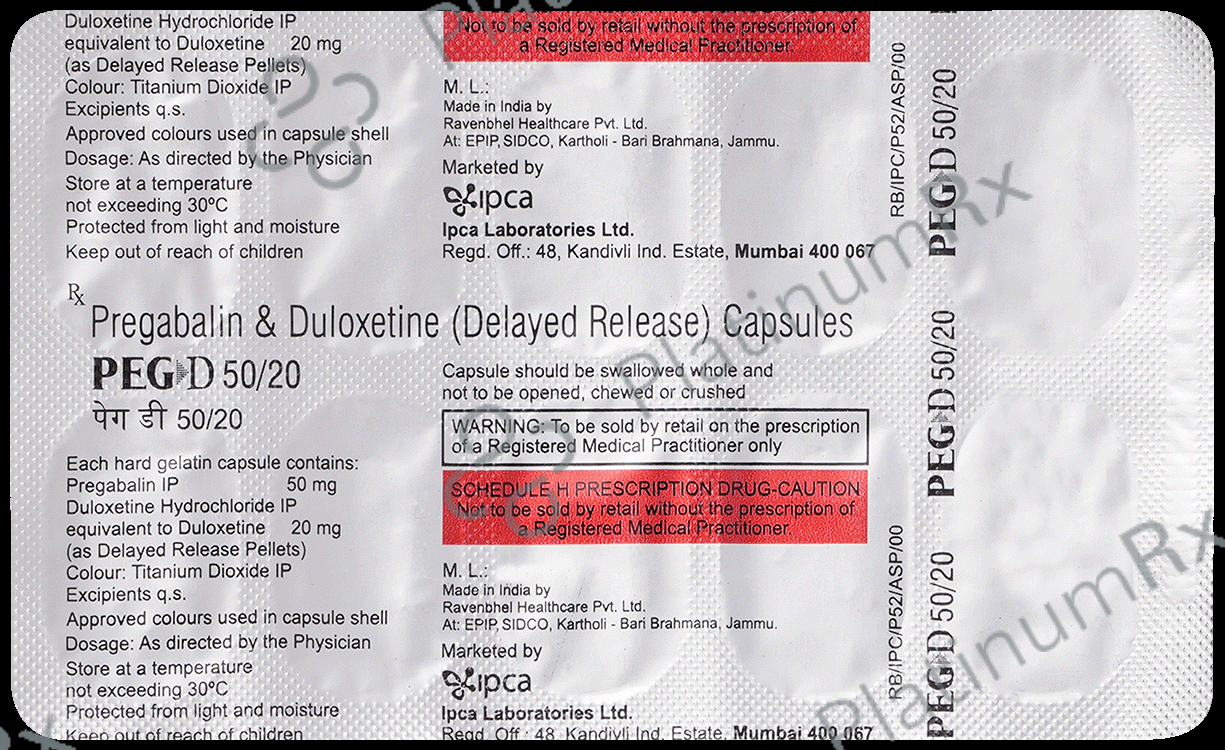 Duloxetine Hydrochloride IP
equivalent to Duloxetine 20 mg
(as Delayed Release Pellets)
Colour: Titanium Dioxide IP
Excipients q.s.
Approved colours used in capsule shell
Dosage: As directed by the Physician
Store at a temperature
not exceeding 30°C
Protected from light and moisture
Keep out of reach of children
Not to be sold by retail without the prescription of
a Registered Medical Practitioner.
M. L.:
Made in India by
Ravenbhel Healthcare Pvt. Ltd.
At: EPIP, SIDCO, Kartholi - Bari Brahmana, Jammu.
Marketed by
ipca
Ipca Laboratories Ltd.
Regd. Off.: 48, Kandivli Ind. Estate, Mumbai 400 067
RB/IPC/P52/ASP/00
PEG D 50/20
Rx
Pregabalin & Duloxetine (Delayed Release) Capsules
PEG D 50/20
पेग डी 50/20
Each hard gelatin capsule contains:
Pregabalin IP 50 mg
Duloxetine Hydrochloride IP
equivalent to Duloxetine 20 mg
(as Delayed Release Pellets)
Colour: Titanium Dioxide IP
Excipients q.s.
Approved colours used in capsule shell
Dosage: As directed by the Physician
Store at a temperature
not exceeding 30°C
Protected from light and moisture
Keep out of reach of children
Capsule should be swallowed whole and
not to be opened, chewed or crushed
WARNING: To be sold by retail on the prescription
of a Registered Medical Practitioner only
SCHEDULE H PRESCRIPTION DRUG-CAUTION
Not to be sold by retail without the prescription of
a Registered Medical Practitioner.
M. L.:
Made in India by
Ravenbhel Healthcare Pvt. Ltd.
At: EPIP, SIDCO, Kartholi - Bari Brahmana, Jammu.
Marketed by
ipca
Ipca Laboratories Ltd.
Regd. Off.: 48, Kandivli Ind. Estate, Mumbai 400 067
RB/IPC/P52/ASP/00
PEG D 50/20
PEG D 50/20
PlatinumRx
PlatinumRx